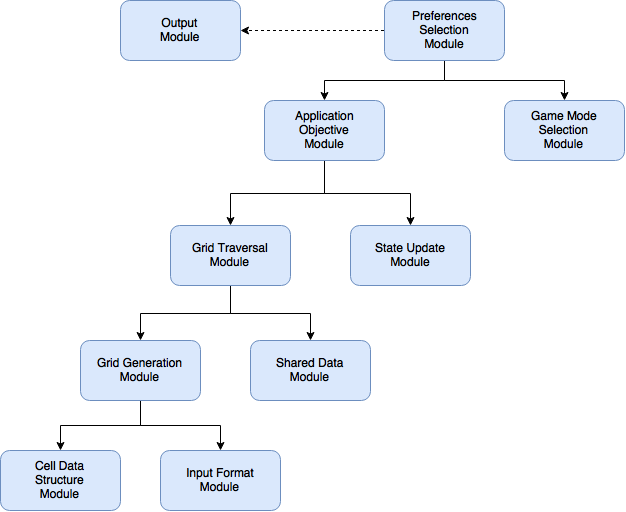 Output
Module
Preferences
Selection
Module
Application
Objective
Module
Game Mode
Selection
Module
Grid Traversal
Module
State Update
Module
Grid Generation
Module
Shared Data
Module
Cell Data
Structure
Module
Input Format
Module